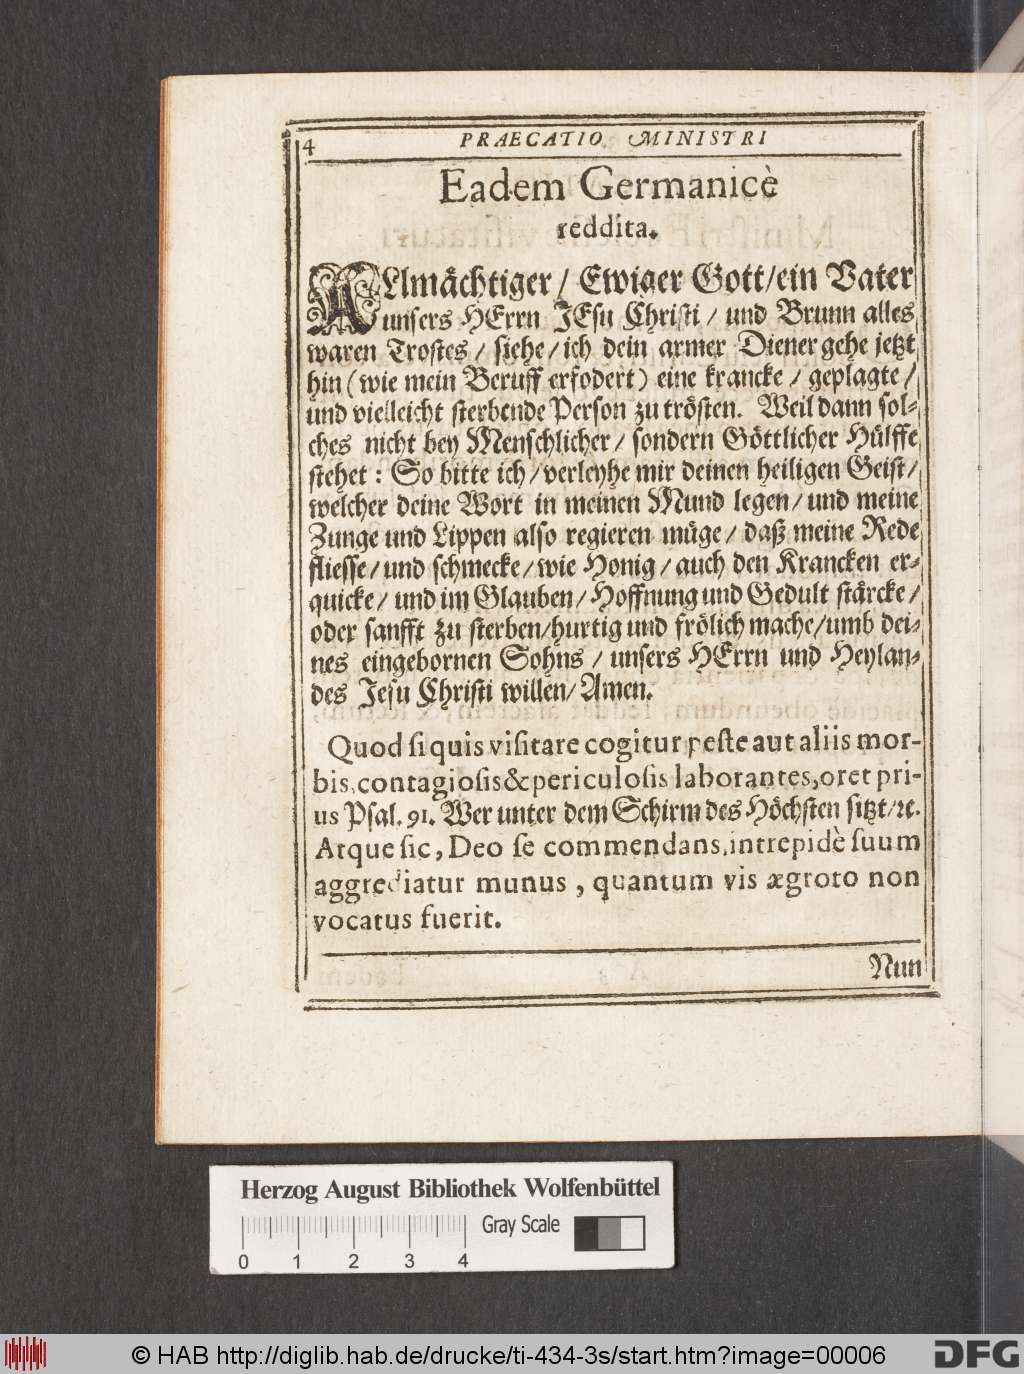 4 PRAECATIO MINISTRI
Eadem Germanicè
reddita.
ALlmächtiger / Ewiger Gott / ein Vater
unsers HErrn JEsu Christi / und Brunn alles
waren Trostes / siehe / ich dein armer Diener gehe jetzt
hin (wie mein Beruff erfodert) eine krancke / geplagte /
und vielleicht sterbende Person zu trösten. Weil dann sol-
ches nicht bey Menschlicher / sondern Göttlicher Hülffe
stehet : So bitte ich / verleyhe mir deinen heiligen Geist /
welcher deine Wort in meinen Mund legen / und meine
Zunge und Lippen also regieren müge / daß meine Rede
fliesse / und schmecke / wie Honig / auch den Krancken er-
quicke / und im Glauben / Hoffnung und Gedult stärcke /
oder sanfft zu sterben / hurtig und frölich mache / umb dei-
nes eingebornen Sohns / unsers HErrn und Heylan-
des Jesu Christi willen / Amen.
Quod si quis visitare cogitur peste aut aliis mor-
bis, contagiosis & periculosis laborantes, oret pri-
us Psal. 91. Wer unter dem Schirm des Höchsten sitzt / ꝛc.
Atque sic, Deo se commendans, intrepidè suum
aggrediatur munus, quantum vis ægroto non
vocatus fuerit.
Nun
Herzog August Bibliothek Wolfenbüttel
Gray Scale
0 1 2 3 4
© HAB http://diglib.hab.de/drucke/ti-434-3s/start.htm?image=00006
DFG